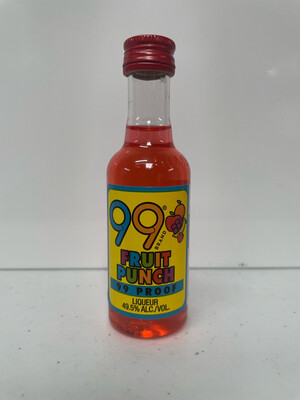 99®
BRAND
FRUIT
PUNCH
99 PROOF
LIQUEUR
49.5% ALC./VOL.